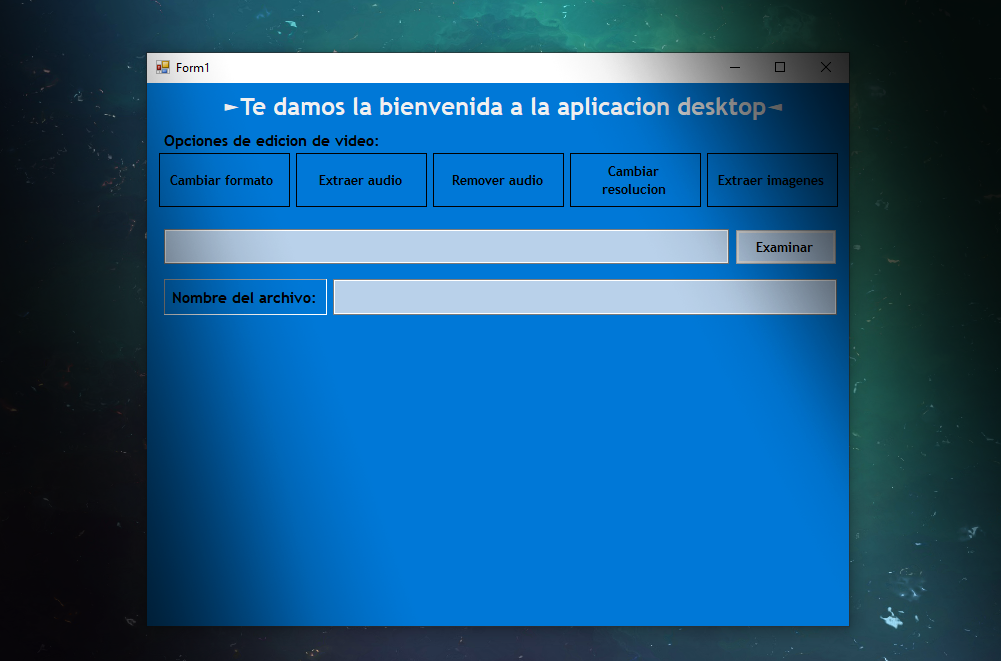 Form1
►Te damos la bienvenida a la aplicacion desktop◄
Opciones de edicion de video:
Cambiar formato
Extraer audio
Remover audio
Cambiar
resolucion
Extraer imagenes
Examinar
Nombre del archivo: